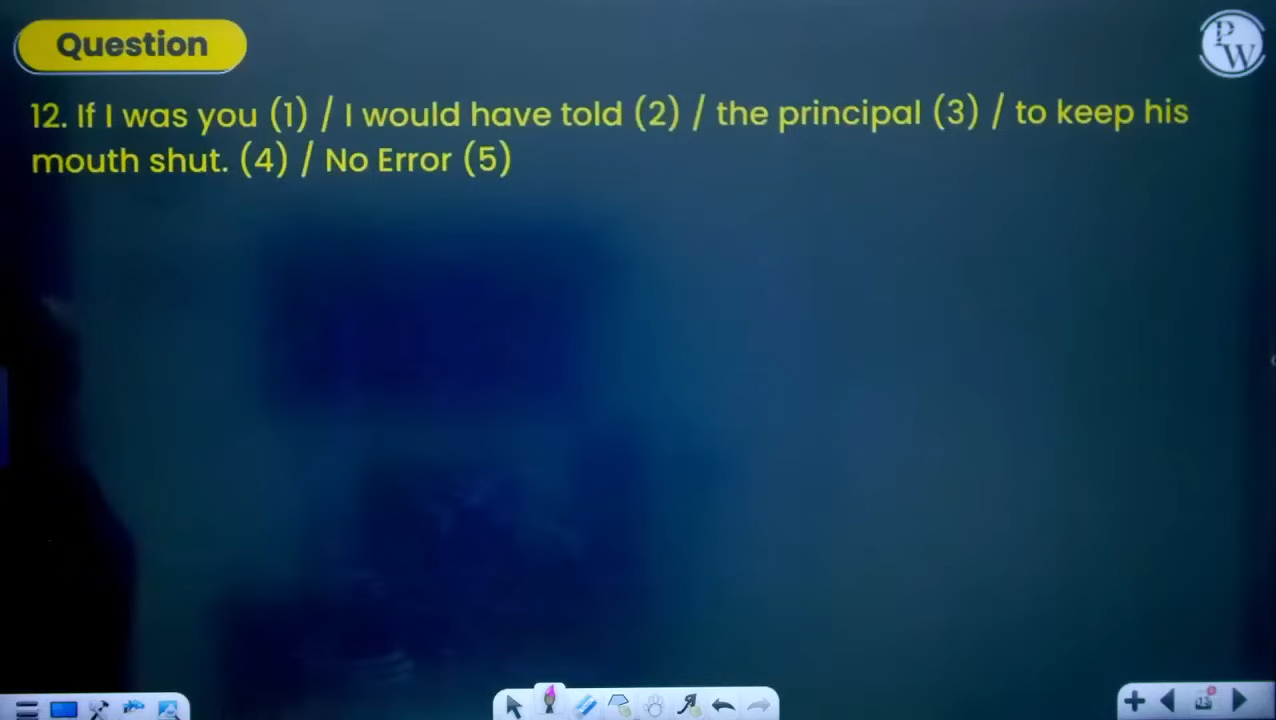 Question
P
W
12. If I was you (1) / I would have told (2) / the principal (3) / to keep his
mouth shut. (4) / No Error (5)
13